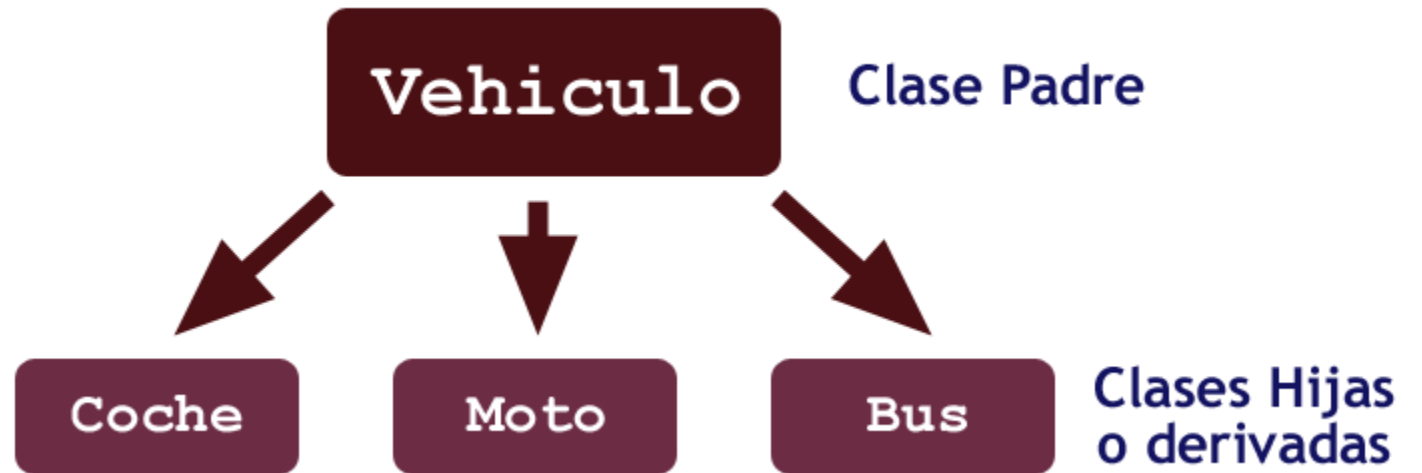 Vehiculo
Clase Padre
Coche
Moto
Bus
Clases Hijas
o derivadas